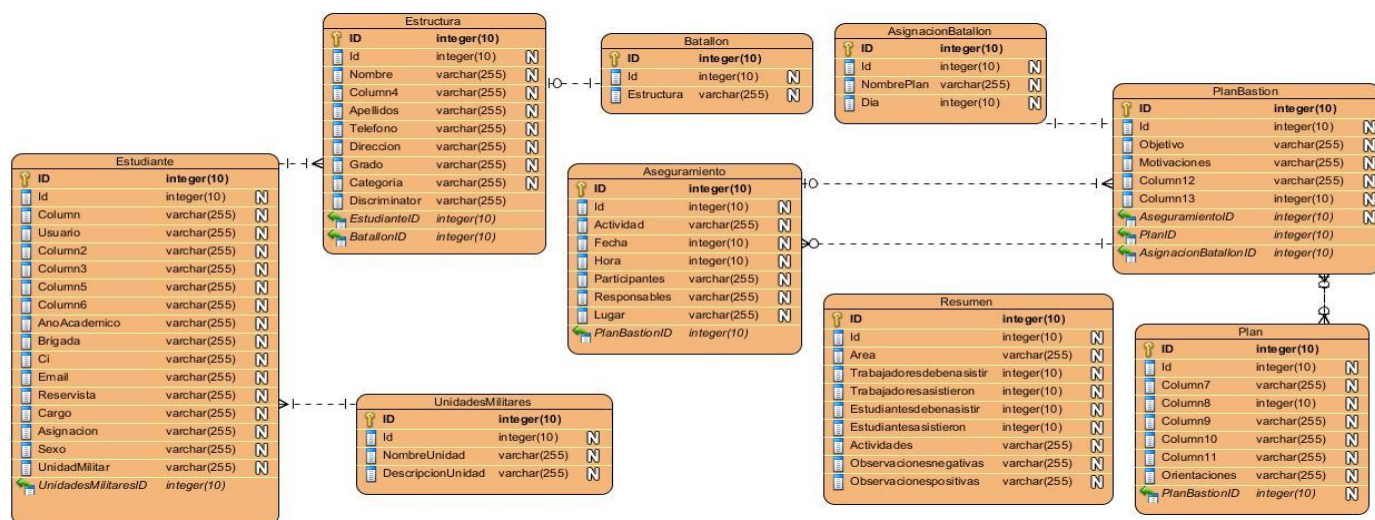 Estructura
ID integer(10)
Id integer(10) N
Nombre varchar(255) N
Column4 varchar(255) N
Apellidos varchar(255) N
Telefono varchar(255) N
Direccion varchar(255) N
Grado varchar(255) N
Categoria varchar(255) N
Discriminator varchar(255)
EstudianteID integer(10)
BatallonID integer(10)
Batallon
ID integer(10)
Id integer(10) N
Estructura varchar(255) N
AsignacionBatallon
ID integer(10)
Id integer(10) N
NombrePlan varchar(255) N
Dia integer(10) N
PlanBastion
ID integer(10)
Id integer(10) N
Objetivo varchar(255) N
Motivaciones varchar(255) N
Column12 varchar(255) N
Column13 integer(10) N
AseguramientoID integer(10) N
PlanID integer(10)
AsignacionBatallonID integer(10)
Estudiante
ID integer(10)
Id integer(10) N
Column varchar(255) N
Usuario varchar(255) N
Column2 varchar(255) N
Column3 varchar(255) N
Column5 varchar(255) N
Column6 varchar(255) N
AnoAcademico varchar(255) N
Brigada varchar(255) N
Ci varchar(255) N
Email varchar(255) N
Reservista varchar(255) N
Cargo varchar(255) N
Asignacion varchar(255) N
Sexo varchar(255) N
UnidadMilitar varchar(255) N
UnidadesMilitaresID integer(10)
Aseguramiento
ID integer(10)
Id integer(10) N
Actividad varchar(255) N
Fecha integer(10) N
Hora integer(10) N
Participantes varchar(255) N
Responsables varchar(255) N
Lugar varchar(255) N
PlanBastionID integer(10)
UnidadesMilitares
ID integer(10)
Id integer(10) N
NombreUnidad varchar(255) N
DescripcionUnidad varchar(255) N
Resumen
ID integer(10)
Id integer(10) N
Area varchar(255) N
Trabajadoresdebenasistir integer(10) N
Trabajadoresasistieron integer(10) N
Estudiantesdebenasistir integer(10) N
Estudiantesasistieron integer(10) N
Actividades varchar(255) N
Observacionesnegativas varchar(255) N
Observacionespositivas varchar(255) N
Plan
ID integer(10)
Id integer(10) N
Column7 varchar(255) N
Column8 integer(10) N
Column9 varchar(255) N
Column10 varchar(255) N
Column11 varchar(255) N
Orientaciones varchar(255) N
PlanBastionID integer(10) N